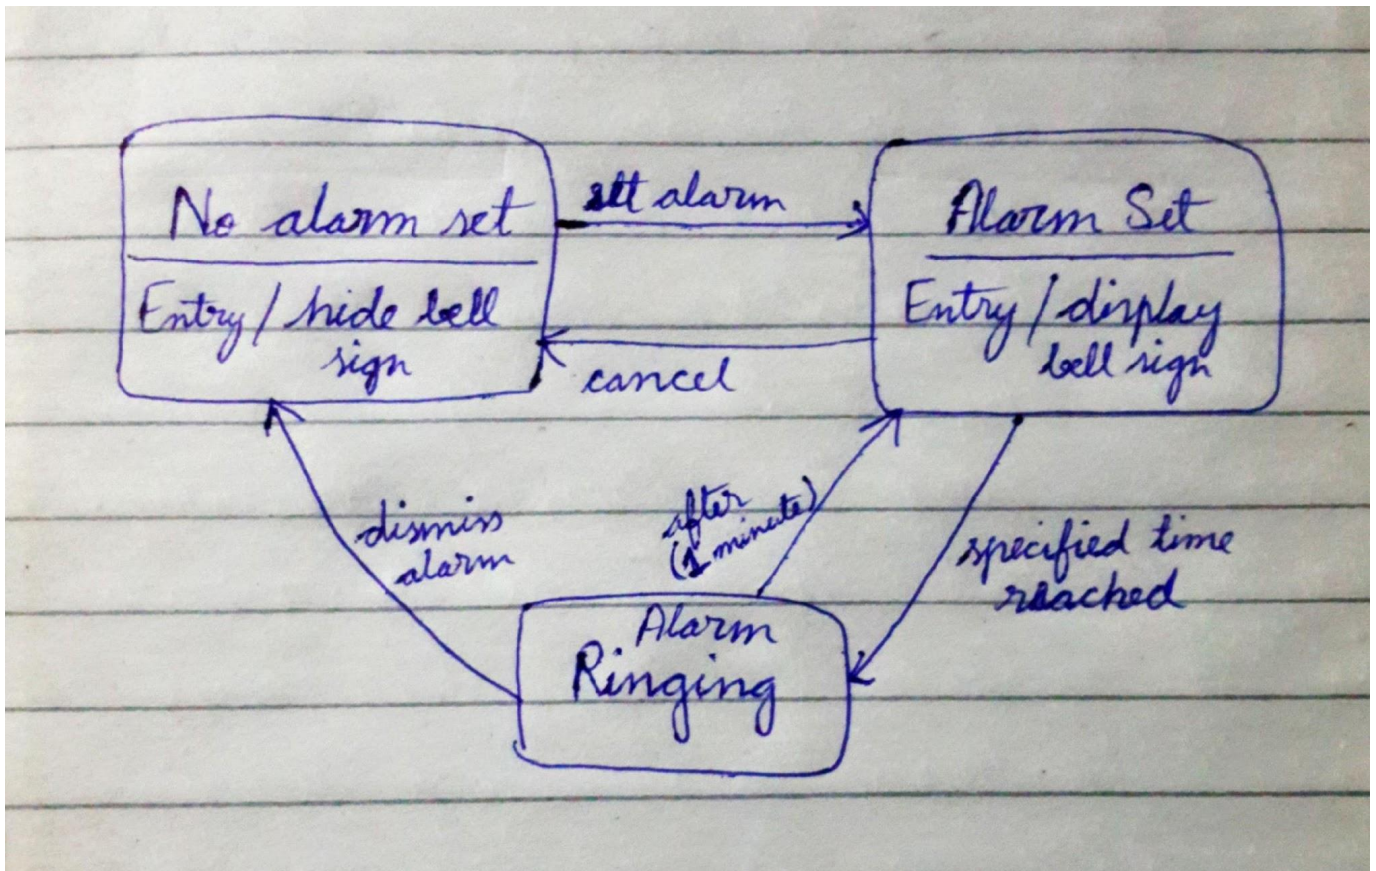 No alarm set
Entry / hide bell
sign
set alarm
cancel
Alarm Set
Entry / display
bell sign
dismiss
alarm
after
(1 minute)
specified time
reached
Alarm
Ringing